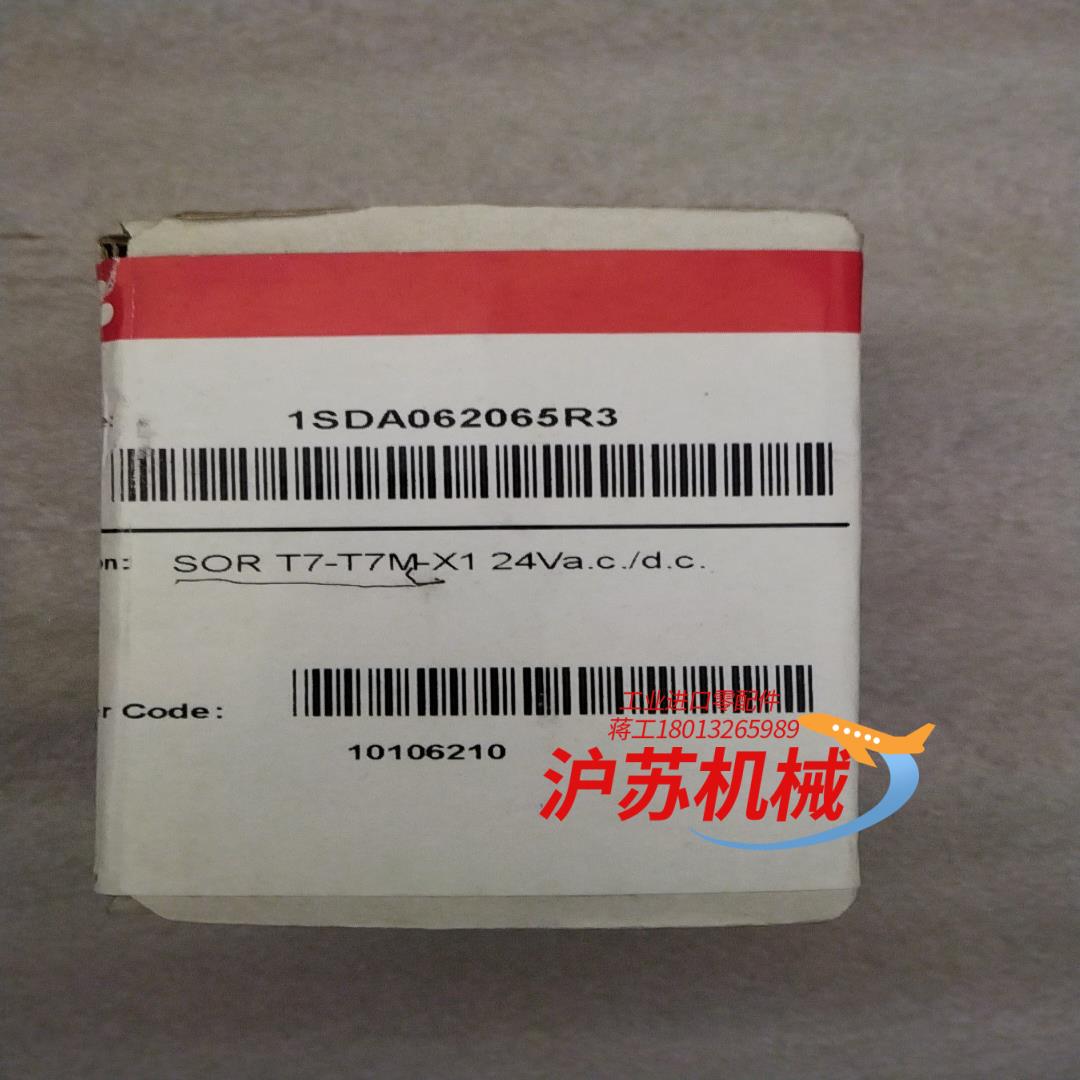 1SDA062065R3
SOR T7-T7M-X1 24Va.c./d.c.
r Code:
10106210
工业进口零配件
蒋工18013265989
沪苏机械